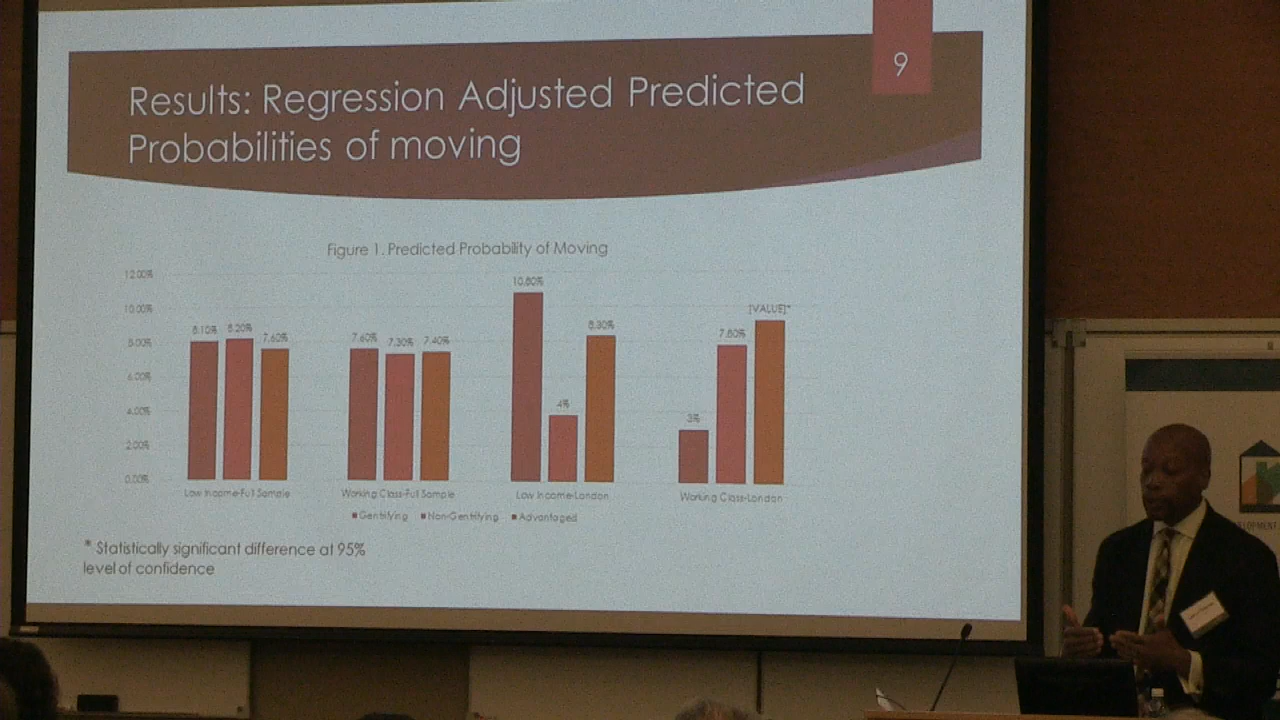 9
Results: Regression Adjusted Predicted
Probabilities of moving
Figure 1. Predicted Probability of Moving
12.00%
10.00%
8.00%
6.00%
4.00%
2.00%
0.00%
8.10% 8.20% 7.60%
7.60% 7.30% 7.40%
10.80% 4% 8.30%
3% 7.80% [VALUE]*
Low Income-Full Sample Working Class-Full Sample Low Income-London Working Class-London
Gentifying Non-Gentifying Advantaged
* Statistically significant difference at 95%
level of confidence